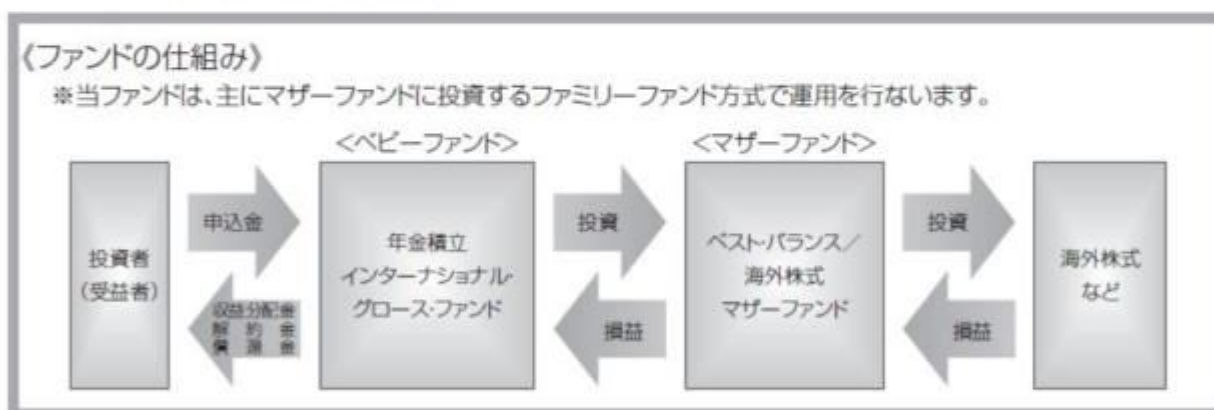 《ファンドの仕組み》
※当ファンドは、主にマザーファンドに投資するファミリーファンド方式で運用を行ないます。
＜ベビーファンド＞
＜マザーファンド＞
投資者
（受益者）
申込金
収益分配金
解約金
償還金
年金積立
インターナショナル・
グロース・ファンド
投資
損益
ベスト・バランス／
海外株式
マザーファンド
投資
損益
海外株式
など